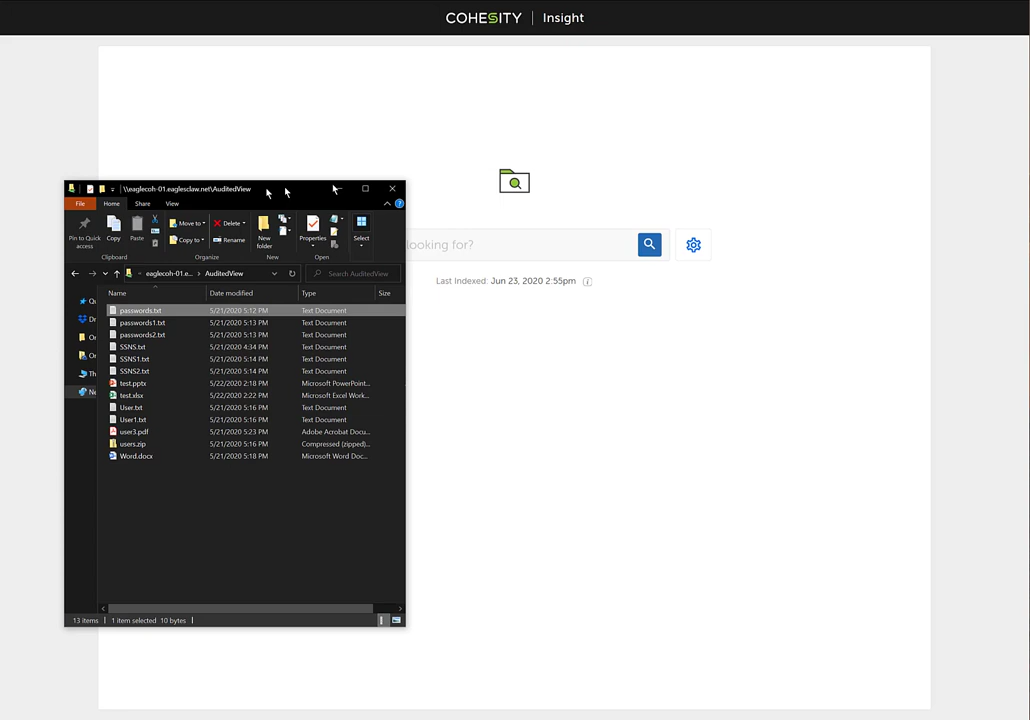 COHESITY | Insight
\\eaglecoh-01.eaglesclaw.net\AuditedView
File Home Share View
Pin to Quick access
Copy
Paste
Clipboard
Move to
Copy to
Delete
Rename
Organize
New folder
New
Properties
Open
Select
eaglecoh-01.e... > AuditedView
Search AuditedView
looking for?
Last Indexed: Jun 23, 2020 2:55pm
Name Date modified Type Size
passwords.txt 5/21/2020 5:12 PM Text Document
passwords1.txt 5/21/2020 5:13 PM Text Document
passwords2.txt 5/21/2020 5:13 PM Text Document
SSNS.txt 5/21/2020 4:34 PM Text Document
SSNS1.txt 5/21/2020 5:14 PM Text Document
SSNS2.txt 5/21/2020 5:14 PM Text Document
test.pptx 5/22/2020 2:18 PM Microsoft PowerPoint...
test.xlsx 5/22/2020 2:22 PM Microsoft Excel Work...
User.txt 5/21/2020 5:16 PM Text Document
User1.txt 5/21/2020 5:16 PM Text Document
user3.pdf 5/21/2020 5:23 PM Adobe Acrobat Docu...
users.zip 5/21/2020 5:16 PM Compressed (zipped)...
Word.docx 5/21/2020 5:18 PM Microsoft Word Doc...
Qu
Dr
On
On
Th
Ne
13 items | 1 item selected 10 bytes |